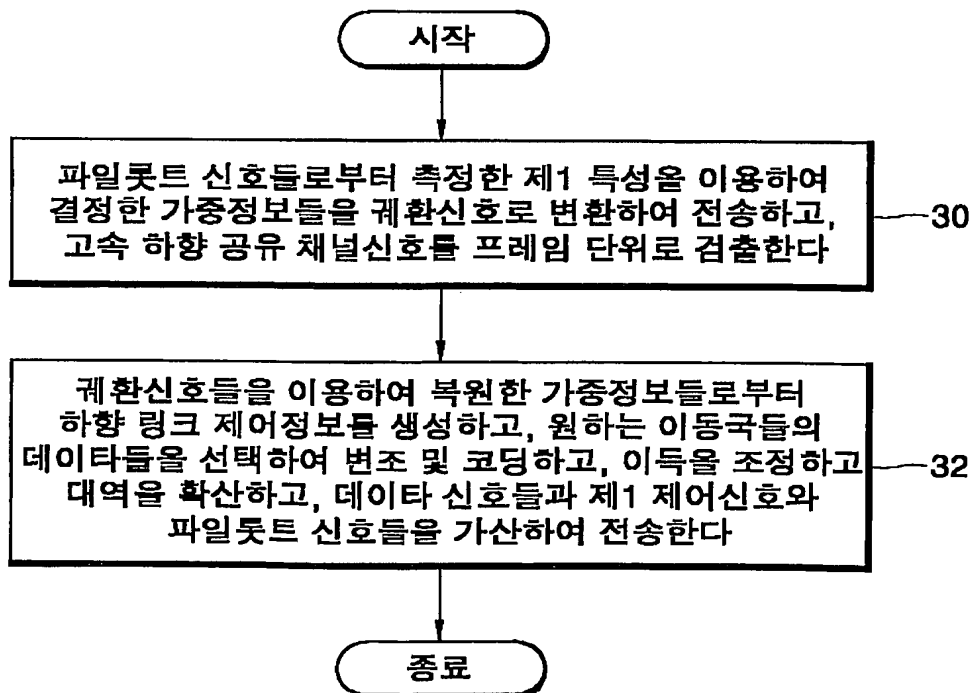 시작
파일롯트 신호들로부터 측정한 제1 특성을 이용하여
결정한 가중정보들을 궤환신호로 변환하여 전송하고,
고속 하향 공유 채널신호를 프레임 단위로 검출한다
30
궤환신호들을 이용하여 복원한 가중정보들로부터
하향 링크 제어정보를 생성하고, 원하는 이동국들의
데이타들을 선택하여 변조 및 코딩하고, 이득을 조정하고
대역을 확산하고, 데이타 신호들과 제1 제어신호와
파일롯트 신호들을 가산하여 전송한다
32
종료